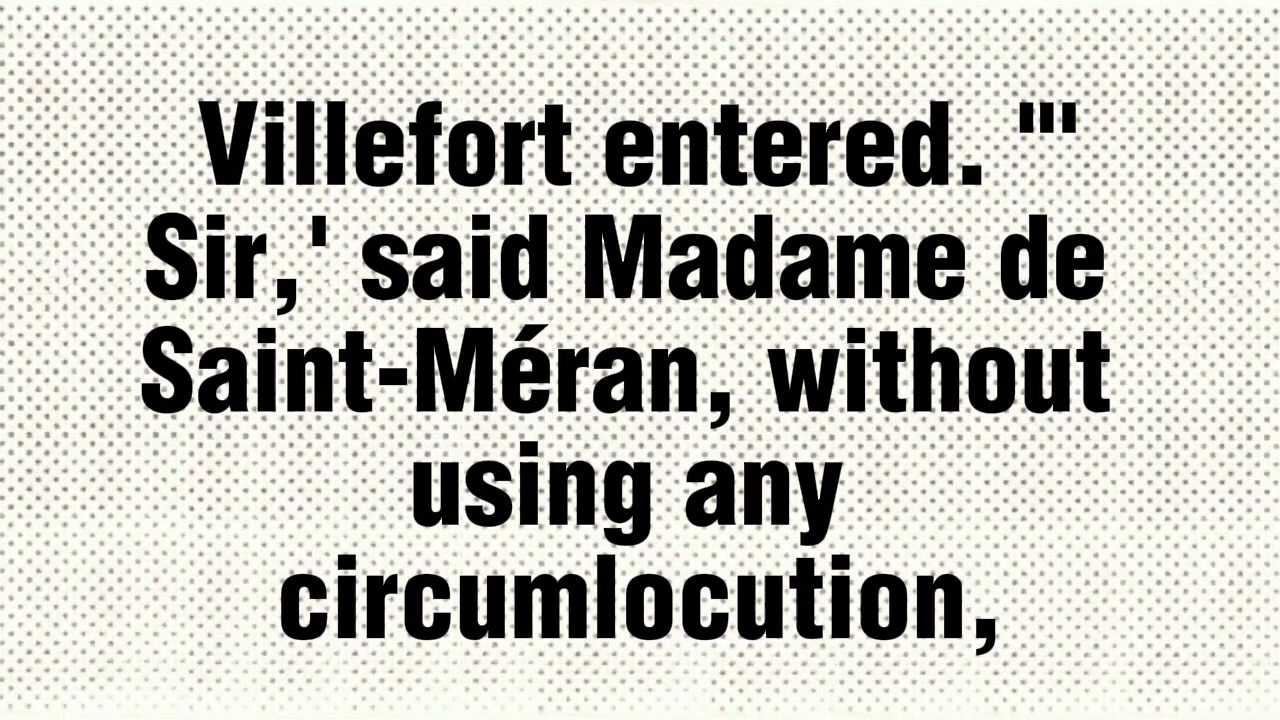 Villefort entered. "'
Sir,' said Madame de
Saint-Méran, without
using any
circumlocution,